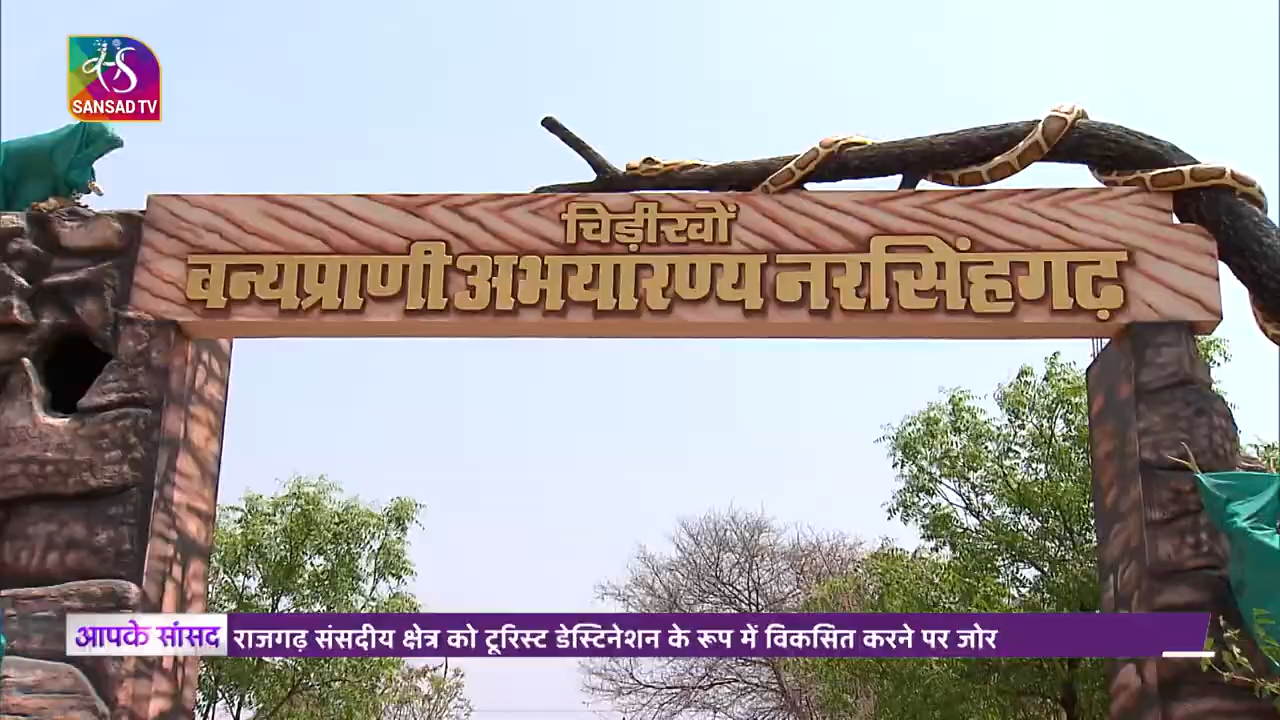 SANSAD TV
चिड़ीखों
वन्यप्राणी अभयारण्य नरसिंहगढ़
आपके सांसद
राजगढ़ संसदीय क्षेत्र को टूरिस्ट डेस्टिनेशन के रूप में विकसित करने पर जोर